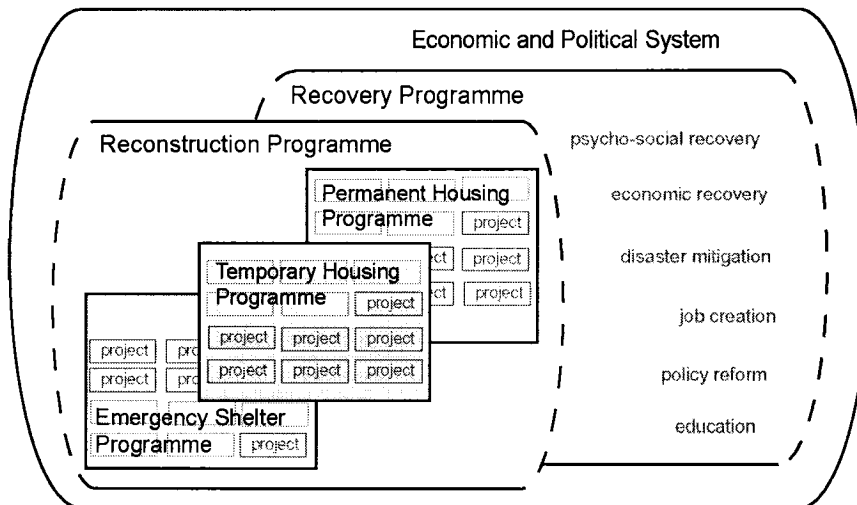 Economic and Political System
Recovery Programme
Reconstruction Programme
psycho-social recovery
economic recovery
disaster mitigation
job creation
policy reform
education
Permanent Housing
Programme
project
project
project
Temporary Housing
Programme
project
project project project
project project project
project
project
Emergency Shelter
Programme
project